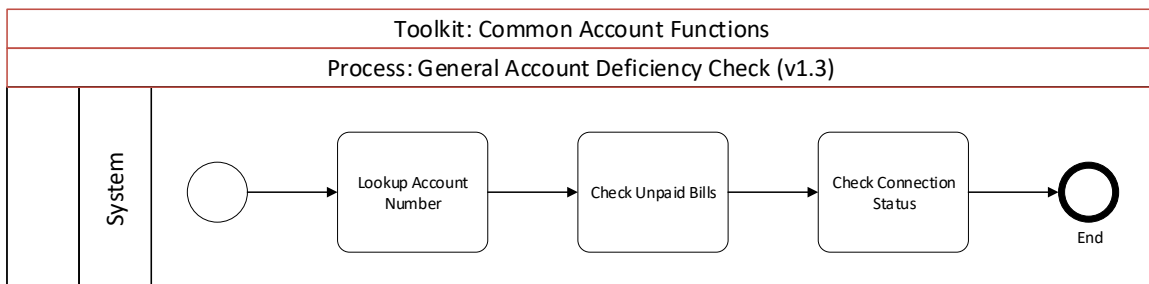 Toolkit: Common Account Functions
Process: General Account Deficiency Check (v1.3)
System
Lookup Account
Number
Check Unpaid Bills
Check Connection
Status
End